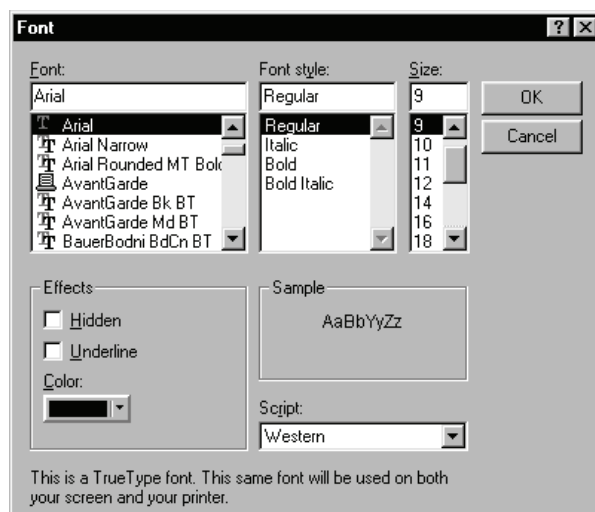 Font
Font:
Font style:
Size:
Arial
Regular
9
OK
Cancel
Arial
Arial Narrow
Arial Rounded MT Bolc
AvantGarde
AvantGarde Bk BT
AvantGarde Md BT
BauerBodni BdCn BT
Regular
Italic
Bold
Bold Italic
9
10
11
12
14
16
18
Effects
Hidden
Underline
Color:
Sample
AaBbYyZz
Script:
Western
This is a TrueType font. This same font will be used on both
your screen and your printer.